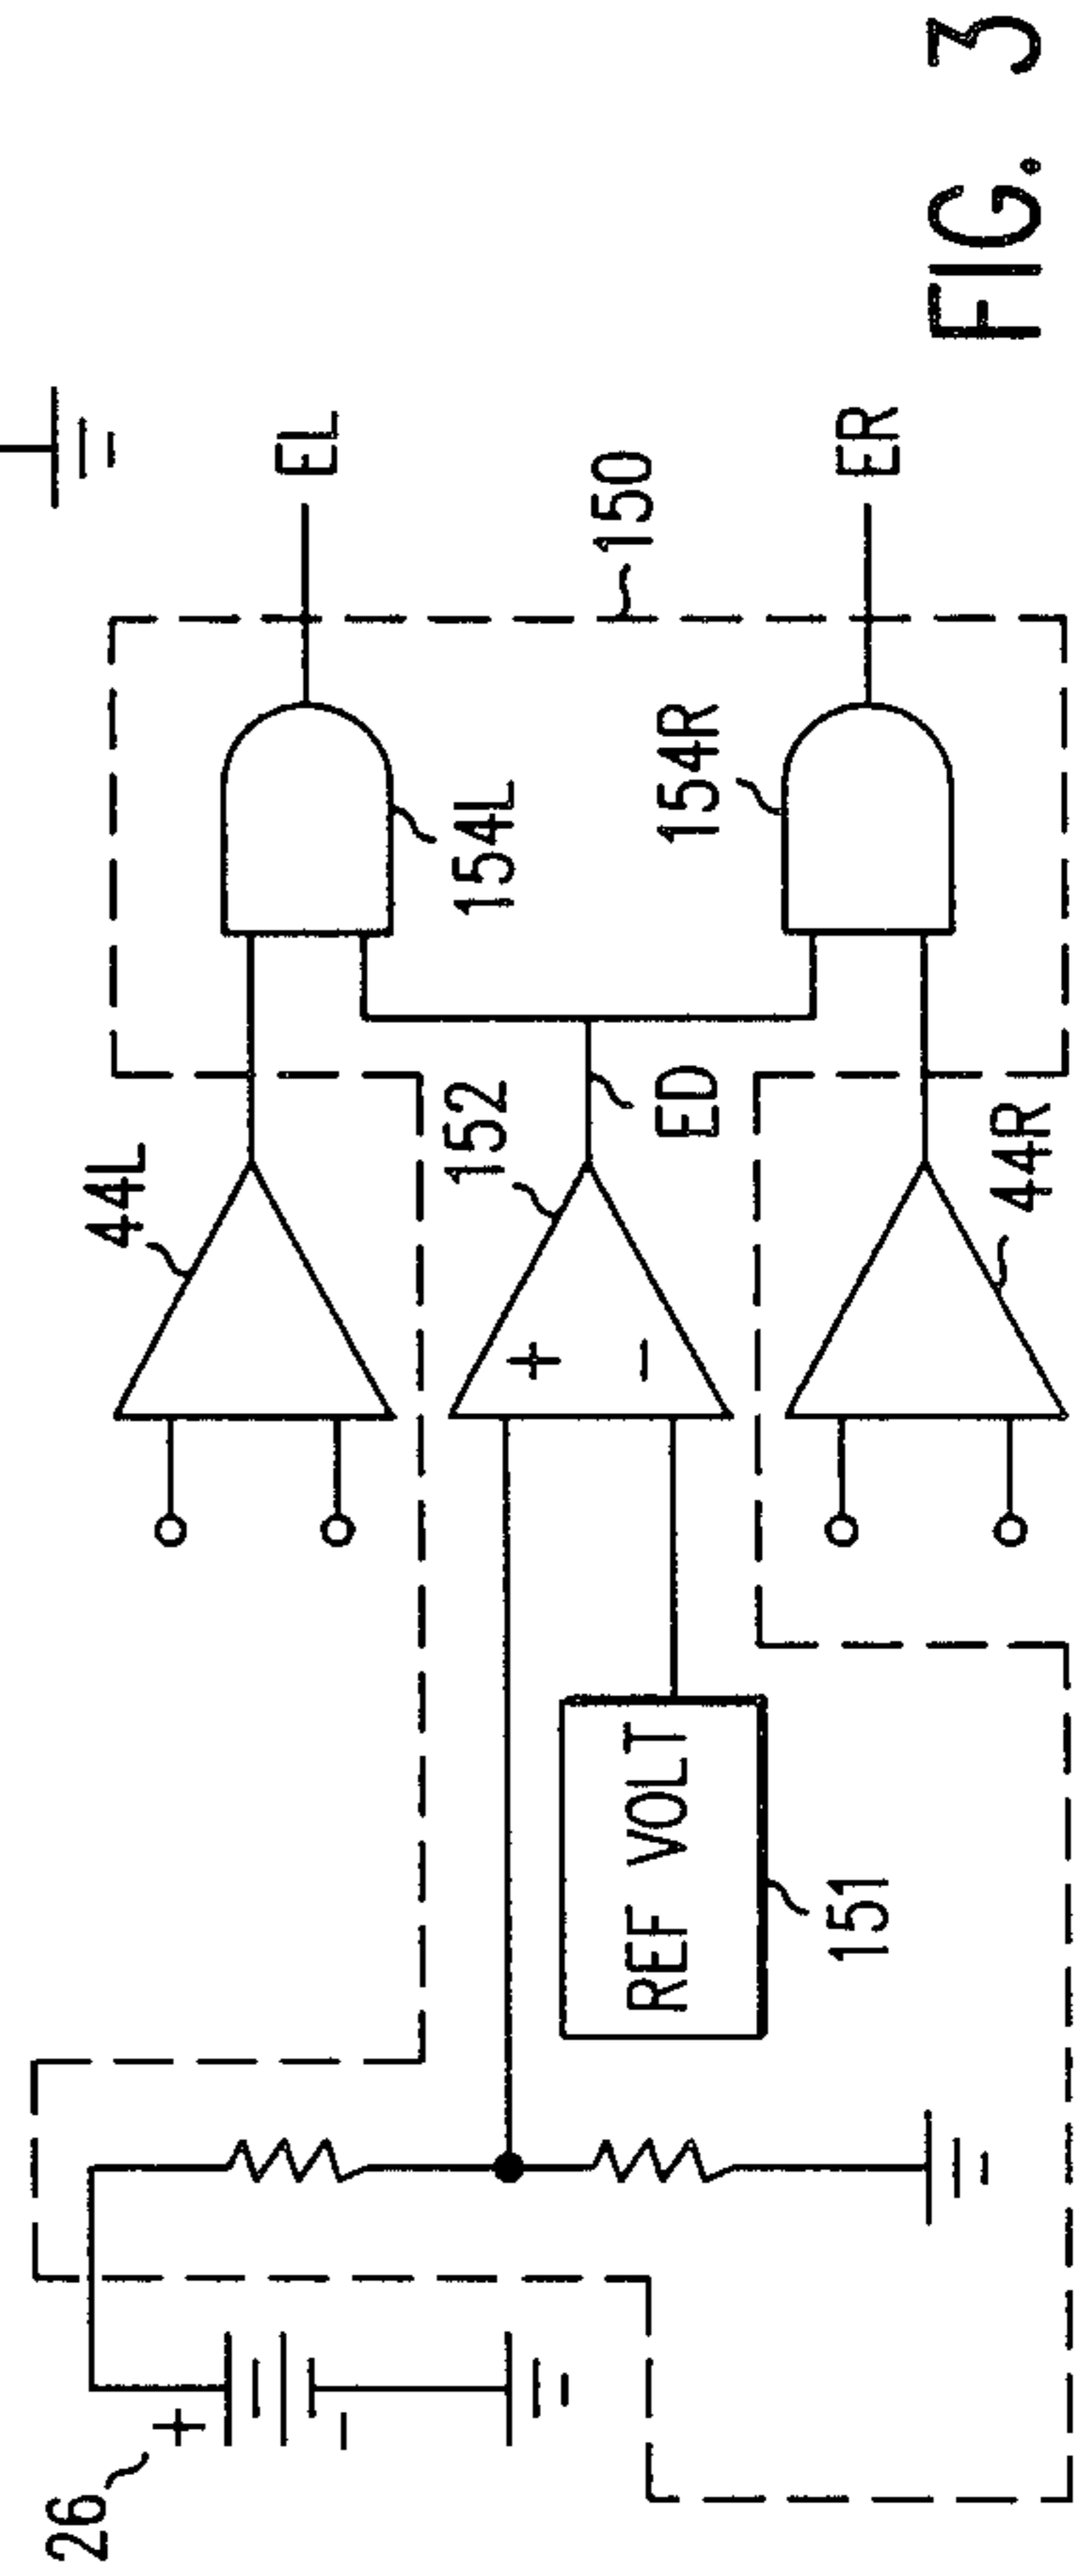 26
+
-
REF VOLT
151
44L
152
+
-
ED
44R
154L
154R
150
EL
ER
FIG. 3